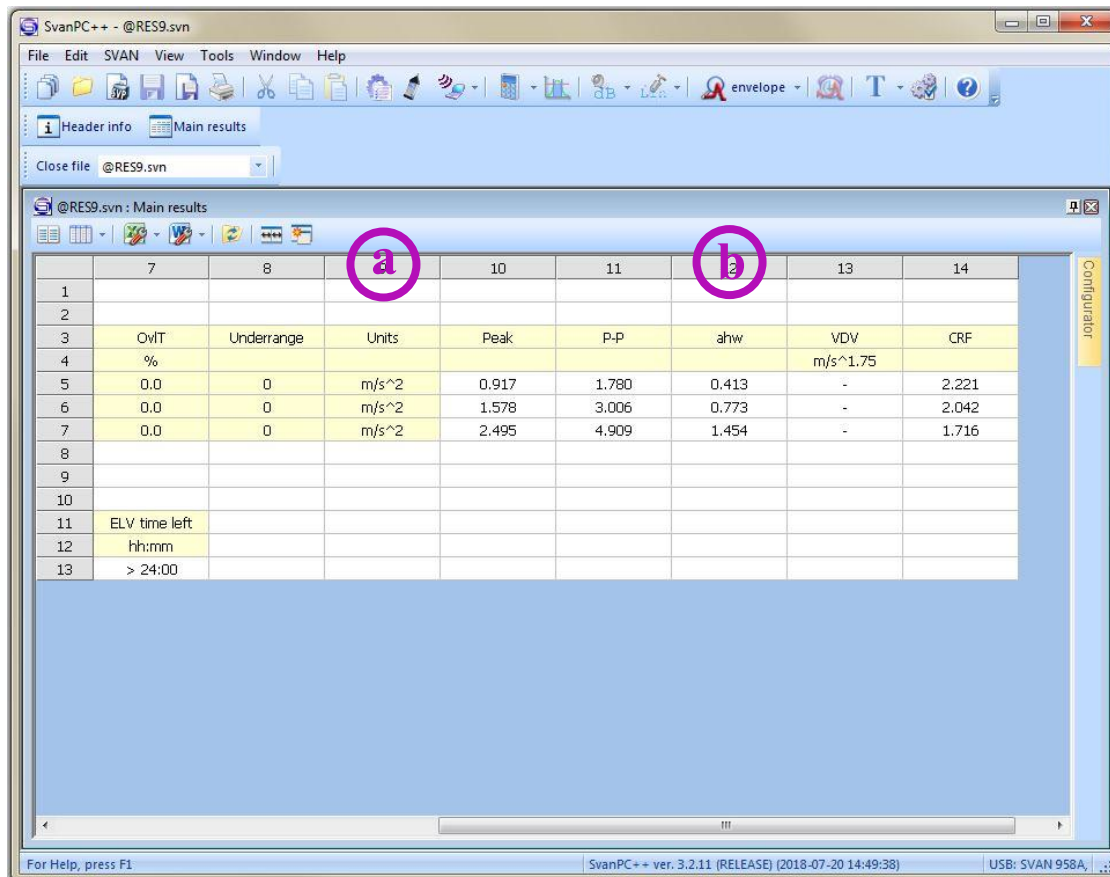 SvanPC++ - @RES9.svn
File Edit SVAN View Tools Window Help
envelope T
Header info Main results
Close file @RES9.svn
@RES9.svn : Main results
a b
7 8 10 11 13 14
1
2
3 OvlT Underrange Units Peak P-P ahw VDV CRF
4 % m/s^1.75
5 0.0 0 m/s^2 0.917 1.780 0.413 - 2.221
6 0.0 0 m/s^2 1.578 3.006 0.773 - 2.042
7 0.0 0 m/s^2 2.495 4.909 1.454 - 1.716
8
9
10
11 ELV time left
12 hh:mm
13 > 24:00
Configurator
For Help, press F1 SvanPC++ ver. 3.2.11 (RELEASE) (2018-07-20 14:49:38) USB: SVAN 958A,